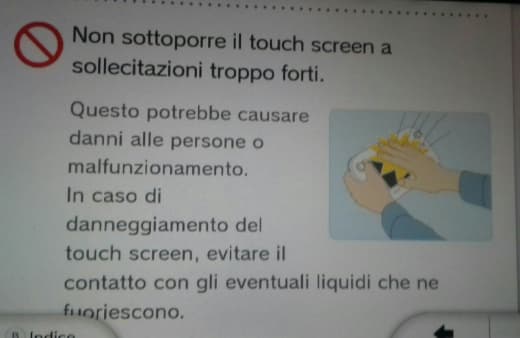 Non sottoporre il touch screen a
sollecitazioni troppo forti.
Questo potrebbe causare
danni alle persone o
malfunzionamento.
In caso di
danneggiamento del
touch screen, evitare il
contatto con gli eventuali liquidi che ne
fuoriescono.
B Indice